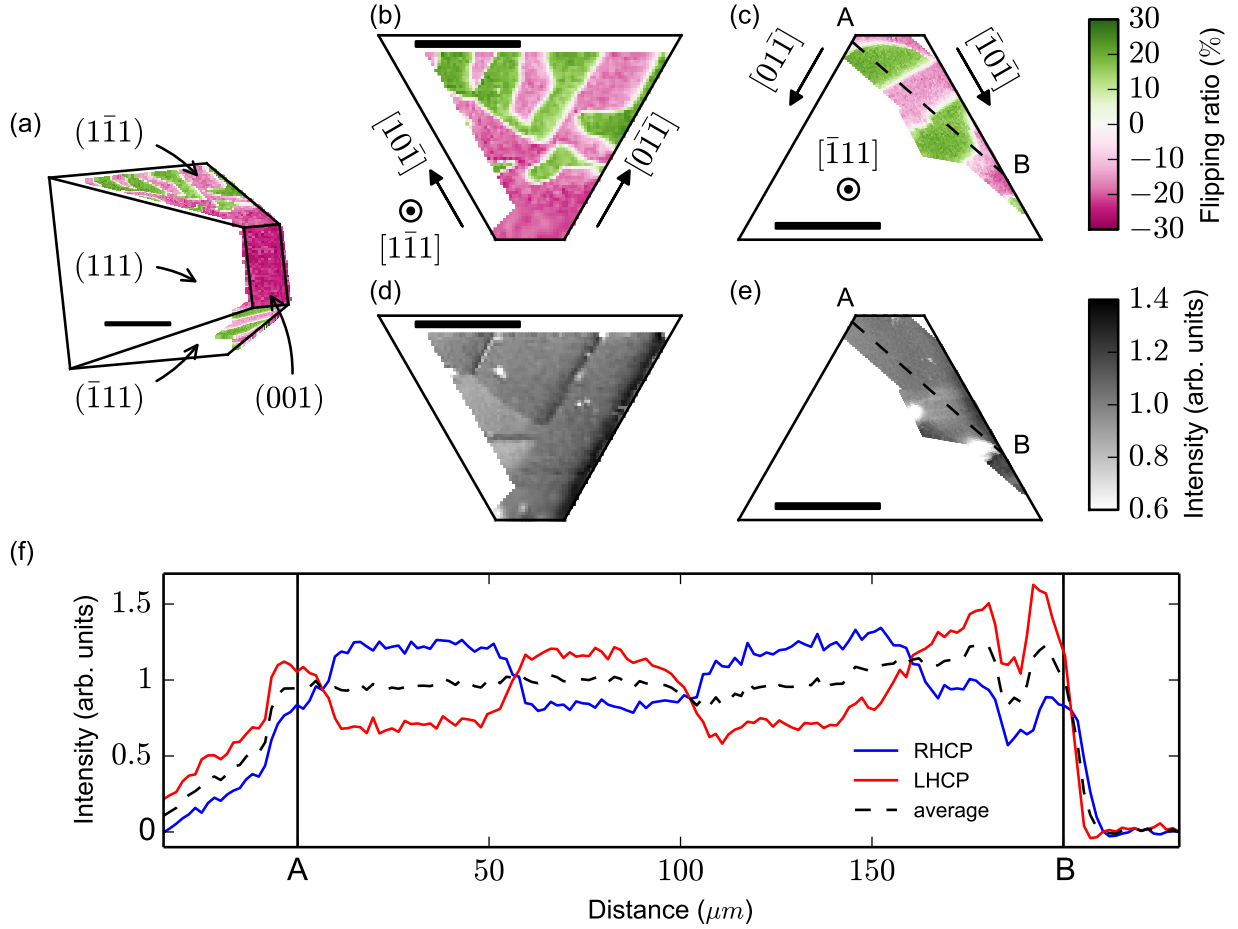 (a)
(11̄1)
(111)
(1̄11)
(001)
(b)
[101̄]
[11̄1]
[011̄]
(c)
A
[011̄]
[1̄01̄]
[1̄11]
B
30
20
10
0
−10
−20
−30
Flipping ratio (%)
(d)
(e)
A
B
1.4
1.2
1.0
0.8
0.6
Intensity (arb. units)
(f)
Intensity (arb. units)
1.5
1
0.5
0
RHCP
LHCP
average
A
50
100
150
B
Distance (μm)